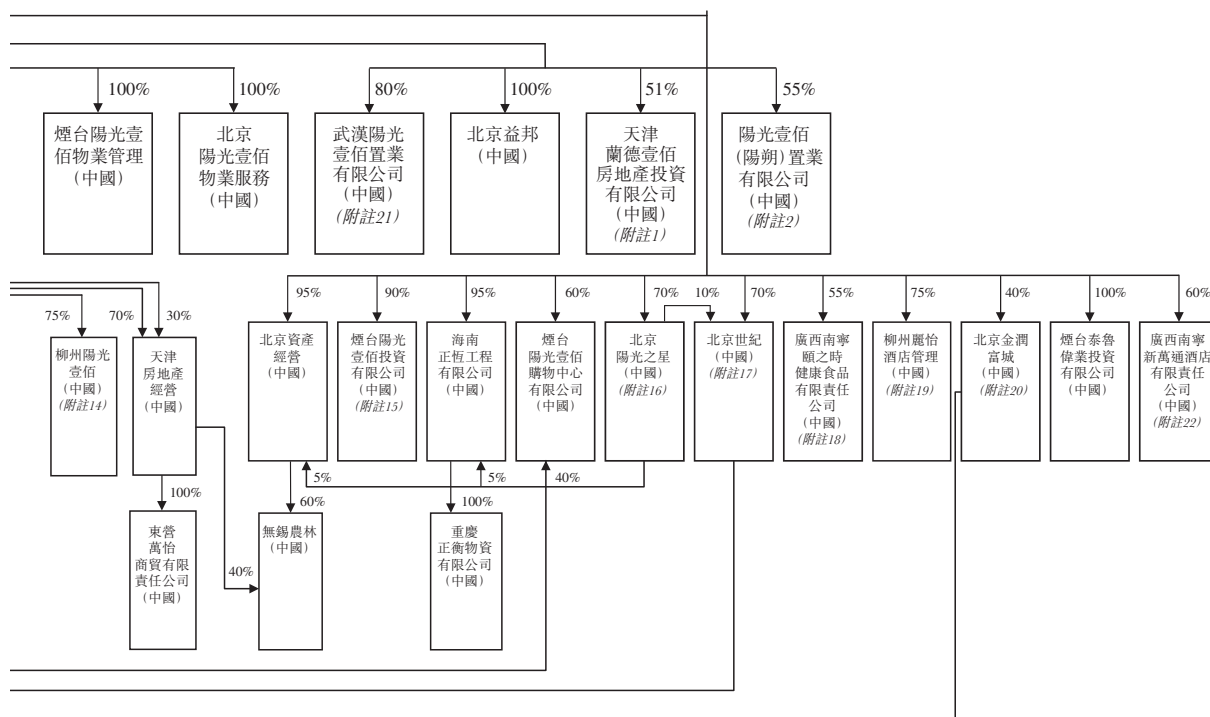 100%
100%
80%
100%
51%
55%
煙台陽光壹
佰物業管理
(中國)
北京
陽光壹佰
物業服務
(中國)
武漢陽光
壹佰置業
有限公司
(中國)
(附註21)
北京益邦
(中國)
天津
蘭德壹佰
房地產投資
有限公司
(中國)
(附註1)
陽光壹佰
(陽朔)置業
有限公司
(中國)
(附註2)
75%
70%
30%
95%
90%
95%
60%
70%
10%
70%
55%
75%
40%
100%
60%
柳州陽光
壹佰
(中國)
(附註14)
天津
房地產
經營
(中國)
北京資產
經營
(中國)
煙台陽光
壹佰投資
有限公司
(中國)
(附註15)
海南
正恆工程
有限公司
(中國)
煙台
陽光壹佰
購物中心
有限公司
(中國)
北京
陽光之星
(中國)
(附註16)
北京世紀
(中國)
(附註17)
廣西南寧
頤之時
健康食品
有限責任
公司
(中國)
(附註18)
柳州麗怡
酒店管理
(中國)
(附註19)
北京金潤
富城
(中國)
(附註20)
煙台泰魯
偉業投資
有限公司
(中國)
廣西南寧
新萬通酒店
有限責任
公司
(中國)
(附註22)
5%
5%
40%
100%
60%
100%
東營
萬怡
商貿有限
責任公司
(中國)
40%
無錫農林
(中國)
重慶
正衡物資
有限公司
(中國)